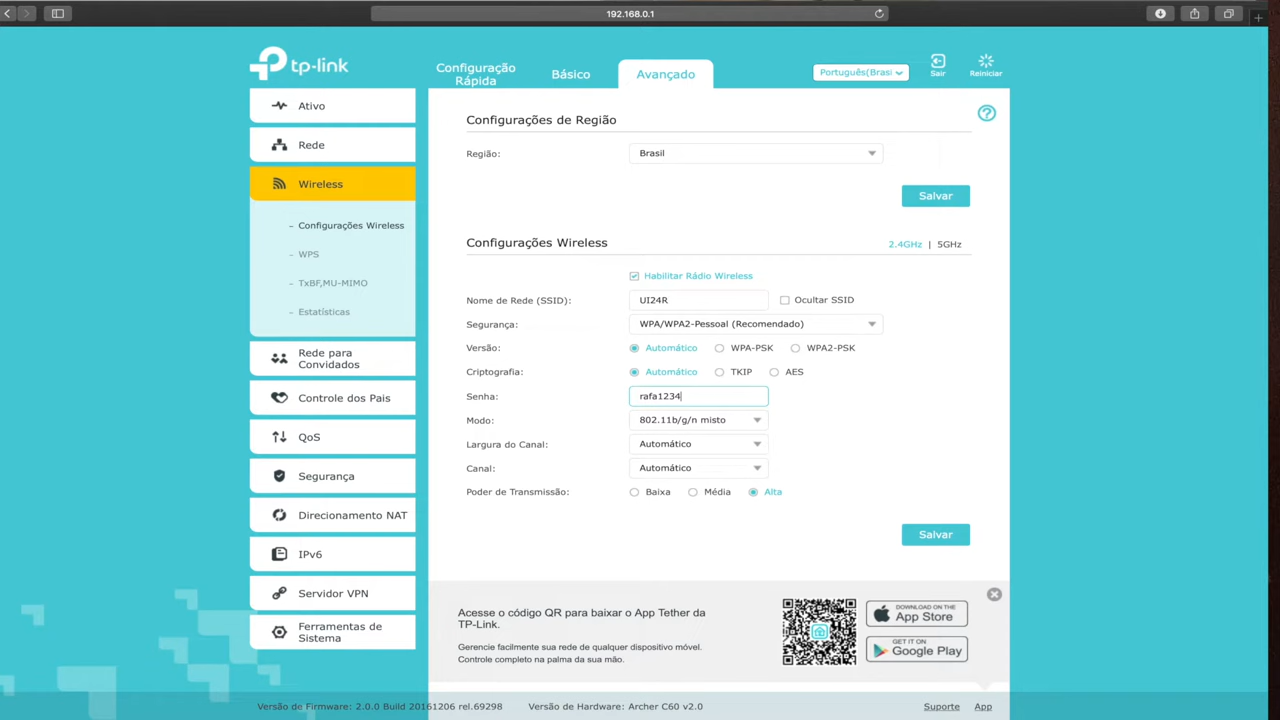 192.168.0.1
tp-link
Configuração
Rápida
Básico
Avançado
Português(Brasi
Sair
Reiniciar
Ativo
Rede
Wireless
- Configurações Wireless
- WPS
- TxBF,MU-MIMO
- Estatísticas
Rede para
Convidados
Controle dos Pais
QoS
Segurança
Direcionamento NAT
IPv6
Servidor VPN
Ferramentas de
Sistema
Configurações de Região
Região: Brasil
Salvar
Configurações Wireless 2.4GHz | 5GHz
Habilitar Rádio Wireless
Nome de Rede (SSID): UI24R Ocultar SSID
Segurança: WPA/WPA2-Pessoal (Recomendado)
Versão: Automático WPA-PSK WPA2-PSK
Criptografia: Automático TKIP AES
Senha: rafa1234
Modo: 802.11b/g/n misto
Largura do Canal: Automático
Canal: Automático
Poder de Transmissão: Baixa Média Alta
Salvar
Acesse o código QR para baixar o App Tether da
TP-Link.
Gerencie facilmente sua rede de qualquer dispositivo móvel.
Controle completo na palma da sua mão.
Download on the
App Store
GET IT ON
Google Play
Versão de Firmware: 2.0.0 Build 20161206 rel.69298 Versão de Hardware: Archer C60 v2.0 Suporte App